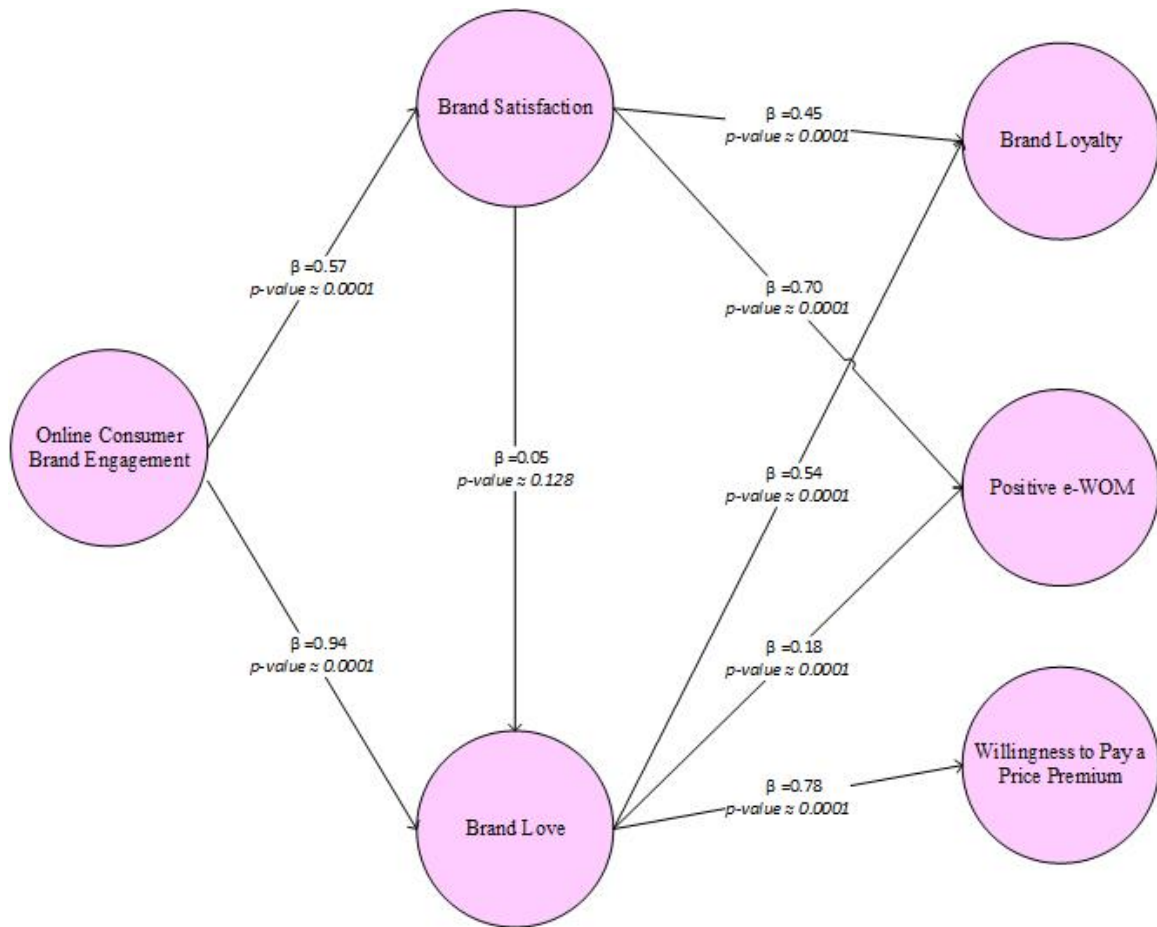 Brand Satisfaction
β =0.45
p-value ≈ 0.0001
Brand Loyalty
β =0.57
p-value ≈ 0.0001
β =0.70
p-value ≈ 0.0001
Online Consumer
Brand Engagement
β =0.05
p-value ≈ 0.128
β =0.54
p-value ≈ 0.0001
Positive e-WOM
β =0.94
p-value ≈ 0.0001
β =0.18
p-value ≈ 0.0001
Willingness to Pay a
Price Premium
β =0.78
p-value ≈ 0.0001
Brand Love